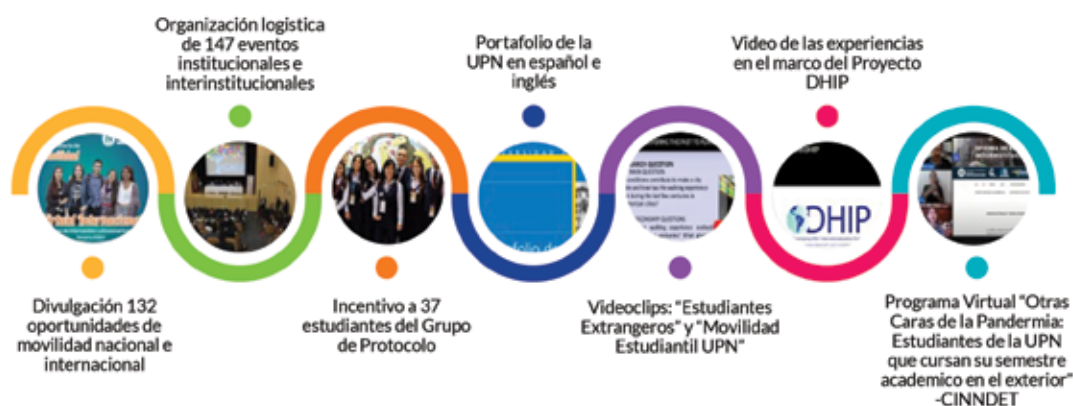 Organización logistica
de 147 eventos
institucionales e
interinstitucionales
Portafolio de la
UPN en español e
inglés
Video de las experiencias
en el marco del Proyecto
DHIP
DHIP
Divulgación 132
oportunidades de
movilidad nacional e
internacional
Incentivo a 37
estudiantes del Grupo
de Protocolo
Videoclips: "Estudiantes
Extrangeros" y "Movilidad
Estudiantil UPN"
Programa Virtual "Otras
Caras de la Pandermia:
Estudiantes de la UPN
que cursan su semestre
academico en el exterior"
-CINNDET